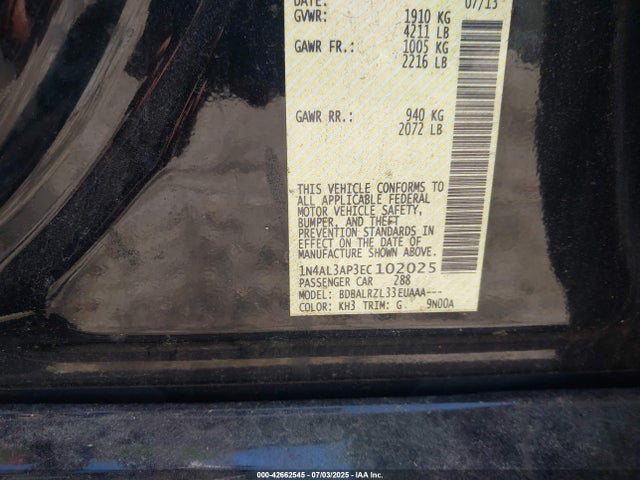 DATE: 07/13
GVWR: 1910 KG
4211 LB
GAWR FR.: 1005 KG
2216 LB
GAWR RR.: 940 KG
2072 LB
THIS VEHICLE CONFORMS TO
ALL APPLICABLE FEDERAL
MOTOR VEHICLE SAFETY,
BUMPER, AND THEFT
PREVENTION STANDARDS IN
EFFECT ON THE DATE OF
MANUFACTURE SHOWN ABOVE.
1N4AL3AP3EC102025
PASSENGER CAR 288
MODEL: BDBALRZL33EUAAA---
COLOR: KH3 TRIM: G 9N00A
000-42662545 - 07/03/2025 - IAA Inc.